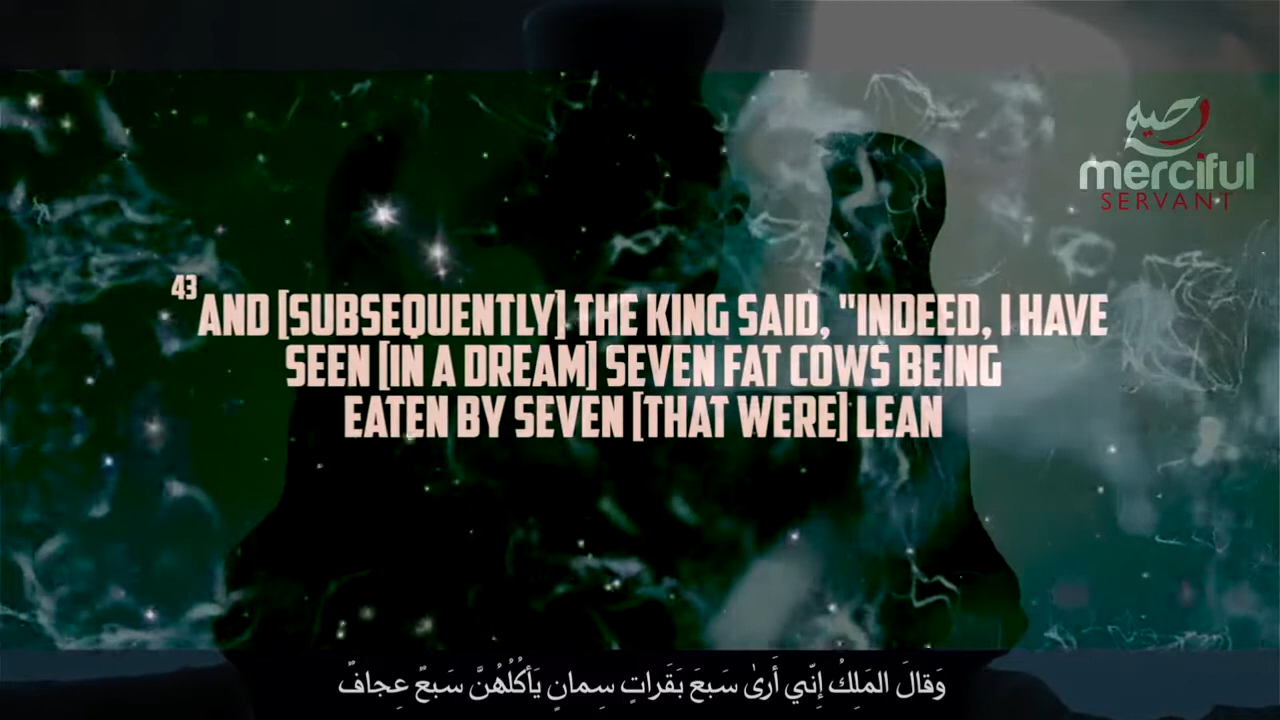 رحيم
merciful
SERVANT
43 AND [SUBSEQUENTLY] THE KING SAID, "INDEED, I HAVE
SEEN [IN A DREAM] SEVEN FAT COWS BEING
EATEN BY SEVEN [THAT WERE] LEAN
وَقالَ المَلِكُ إِنّي أَرىٰ سَبعَ بَقَراتٍ سِمانٍ يَأكُلُهُنَّ سَبعٌ عِجافٌ